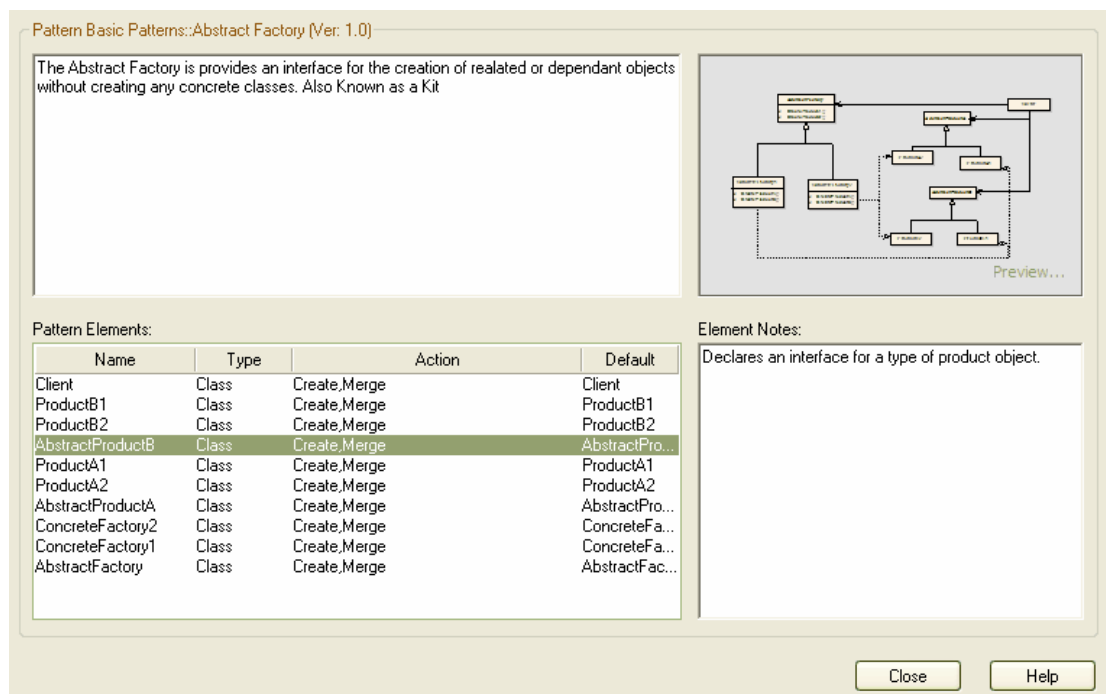 Pattern Basic Patterns::Abstract Factory (Ver: 1.0)
The Abstract Factory is provides an interface for the creation of realated or dependant objects
without creating any concrete classes. Also Known as a Kit
Preview...
Pattern Elements:
Name Type Action Default
Client Class Create,Merge Client
ProductB1 Class Create,Merge ProductB1
ProductB2 Class Create,Merge ProductB2
AbstractProductB Class Create,Merge AbstractPro...
ProductA1 Class Create,Merge ProductA1
ProductA2 Class Create,Merge ProductA2
AbstractProductA Class Create,Merge AbstractPro...
ConcreteFactory2 Class Create,Merge ConcreteFa...
ConcreteFactory1 Class Create,Merge ConcreteFa...
AbstractFactory Class Create,Merge AbstractFac...
Element Notes:
Declares an interface for a type of product object.
Close Help